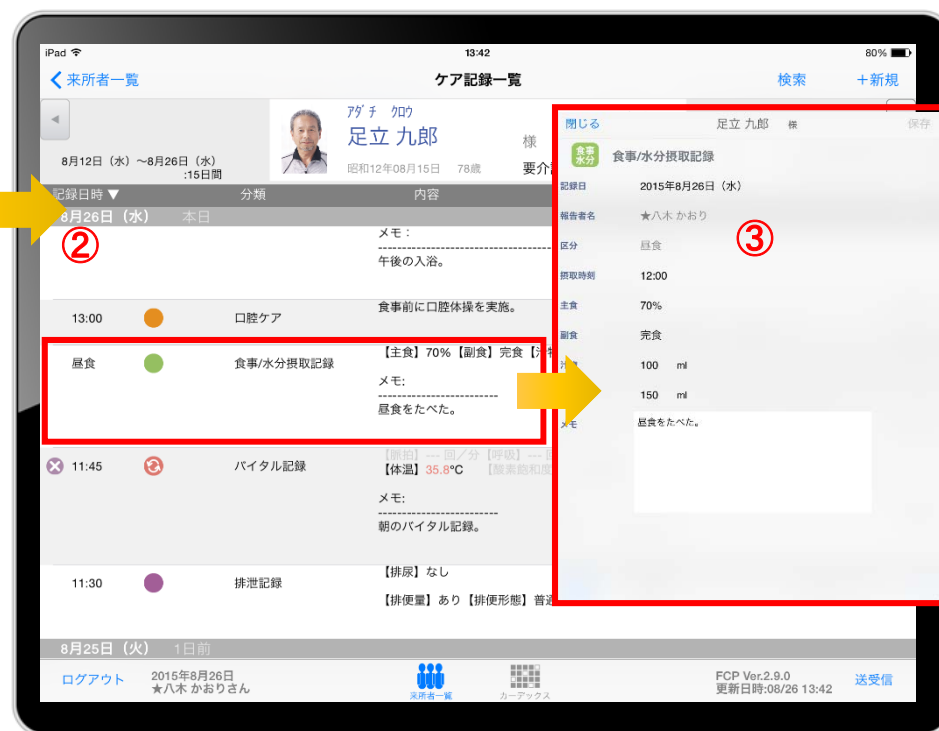 iPad 13:42 80%
来所者一覧 ケア記録一覧 検索 +新規
アダチ クロウ
足立 九郎 様
昭和12年08月15日 78歳 要介
8月12日（水）～8月26日（水）
:15日間
記録日時▼ 分類 内容
8月26日（水） 本日
②
メモ：
------------------------------
午後の入浴。
13:00 口腔ケア 食事前に口腔体操を実施。
昼食 食事/水分摂取記録 【主食】70%【副食】完食【汁物
メモ:
-------------------------
昼食をたべた。
11:45 バイタル記録 【脈拍】--- 回／分【呼吸】--- 回
【体温】35.8℃ 【酸素飽和度
メモ:
-------------------------
朝のバイタル記録。
11:30 排泄記録 【排尿】なし
【排便量】あり【排便形態】普通
8月25日（火） 1日前
閉じる 足立 九郎 様 保存
食事
水分
食事/水分摂取記録
記録日 2015年8月26日（水）
報告者名 ★八木 かおり
③
区分 昼食
摂取時刻 12:00
主食 70%
副食 完食
100 ml
150 ml
メモ 昼食をたべた。
ログアウト 2015年8月26日
★八木 かおりさん
来所者一覧 カーデックス
FCP Ver.2.9.0
更新日時:08/26 13:42
送受信